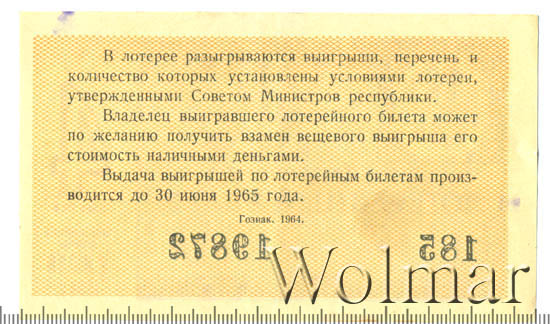 В лотерее разыгрываются выигрыши, перечень и
количество которых установлены условиями лотереи,
утвержденными Советом Министров республики.
Владелец выигравшего лотерейного билета может
по желанию получить взамен вещевого выигрыша его
стоимость наличными деньгами.
Выдача выигрышей по лотерейным билетам произ-
водится до 30 июня 1965 года.
Гознак. 1964.
19872 185
Wolmar